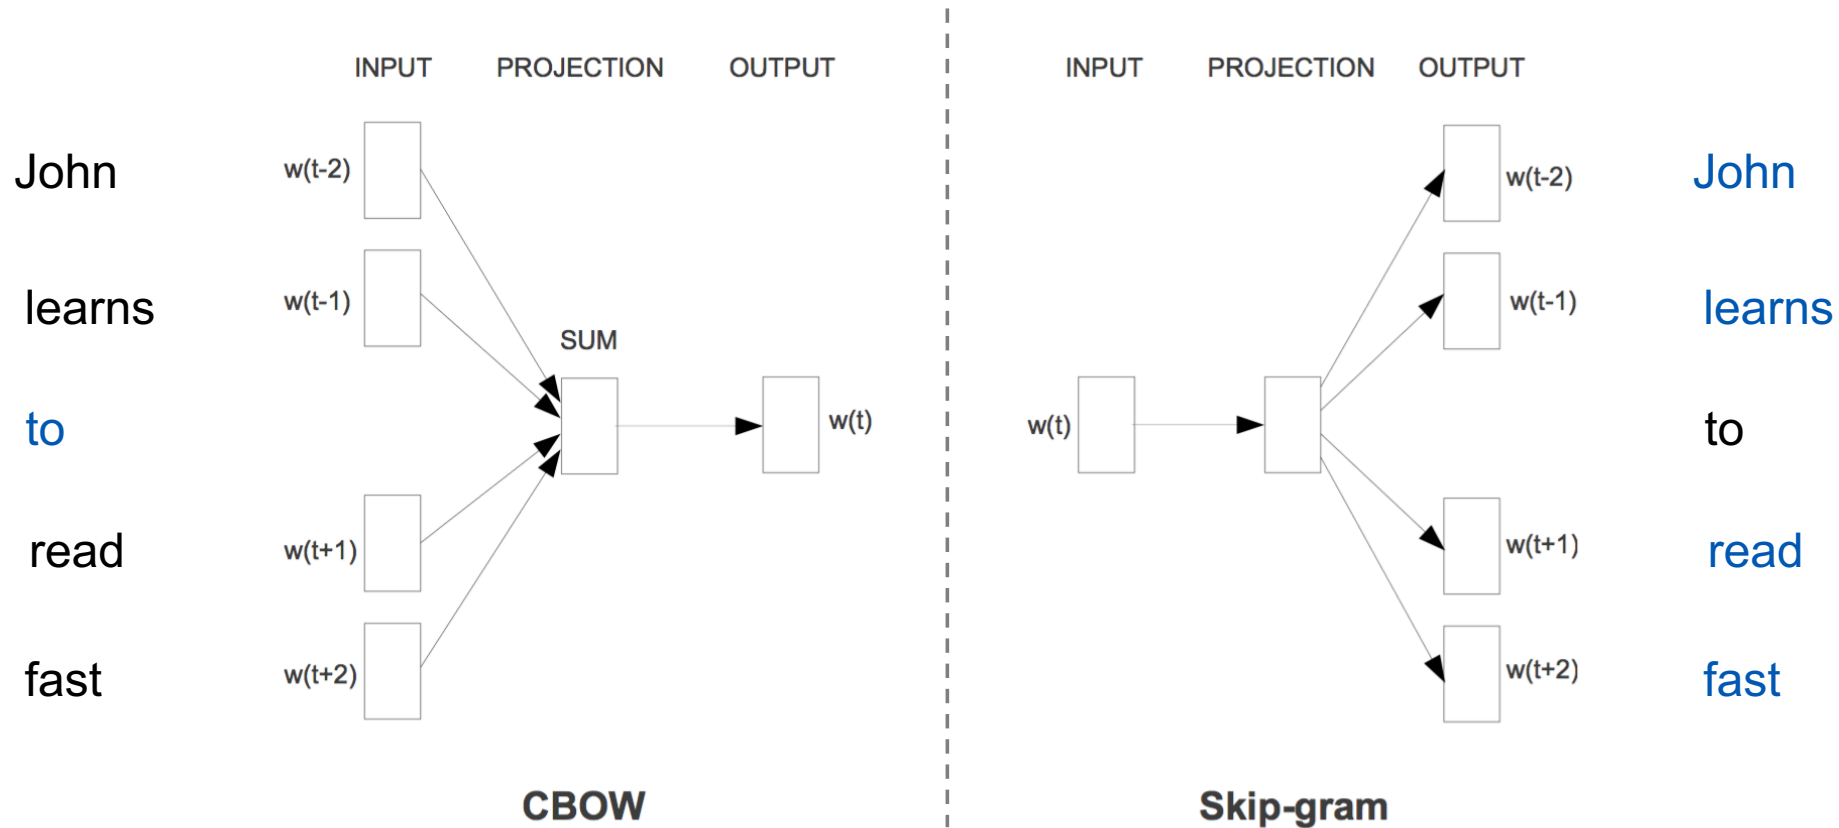 INPUT PROJECTION OUTPUT
John w(t-2)
learns w(t-1)
SUM
to w(t)
read w(t+1)
fast w(t+2)
CBOW
INPUT PROJECTION OUTPUT
w(t-2) John
w(t-1) learns
w(t) to
w(t+1) read
w(t+2) fast
Skip-gram